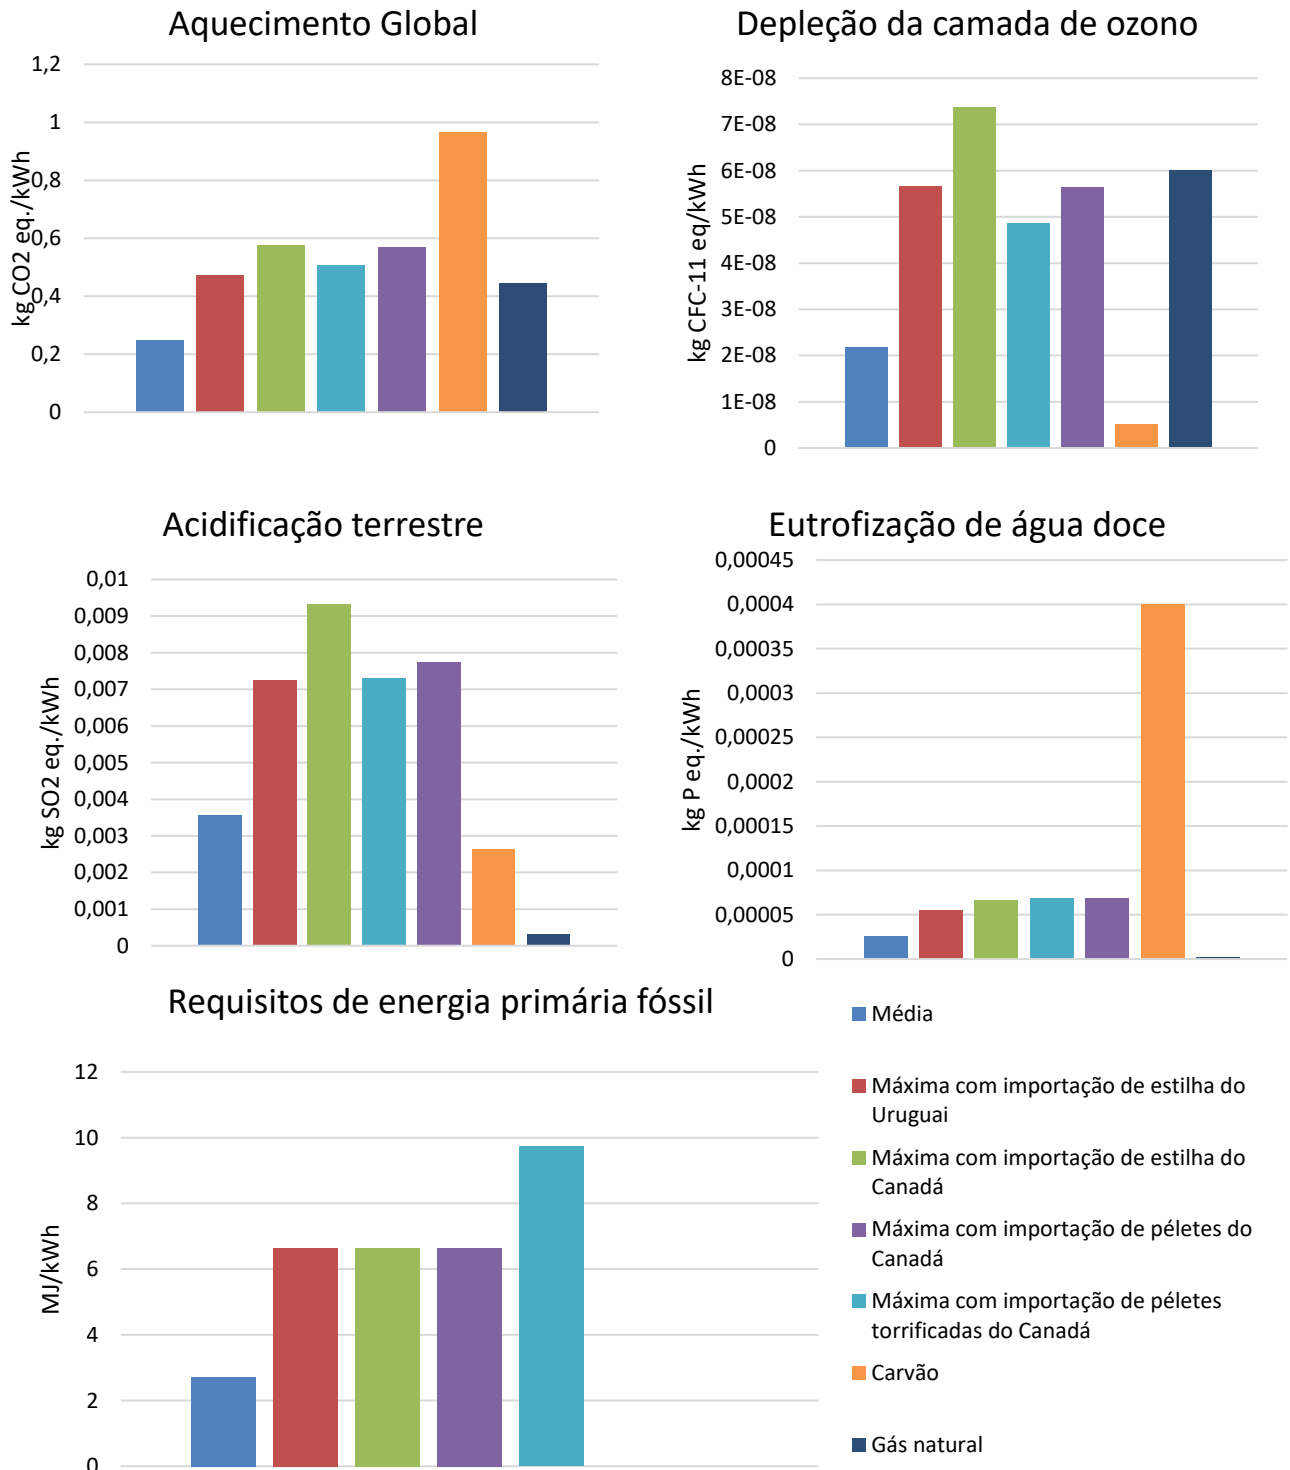 Aquecimento Global
1,2
1
0,8
0,6
0,4
0,2
0
kg CO2 eq./kWh
Depleção da camada de ozono
8E-08
7E-08
6E-08
5E-08
4E-08
3E-08
2E-08
1E-08
0
kg CFC-11 eq/kWh
Acidificação terrestre
0,01
0,009
0,008
0,007
0,006
0,005
0,004
0,003
0,002
0,001
0
kg SO2 eq./kWh
Eutrofização de água doce
0,00045
0,0004
0,00035
0,0003
0,00025
0,0002
0,00015
0,0001
0,00005
0
kg P eq./kWh
Requisitos de energia primária fóssil
12
10
8
6
4
2
0
MJ/kWh
Média
Máxima com importação de estilha do
Uruguai
Máxima com importação de estilha do
Canadá
Máxima com importação de péletes do
Canadá
Máxima com importação de péletes
torrificadas do Canadá
Carvão
Gás natural